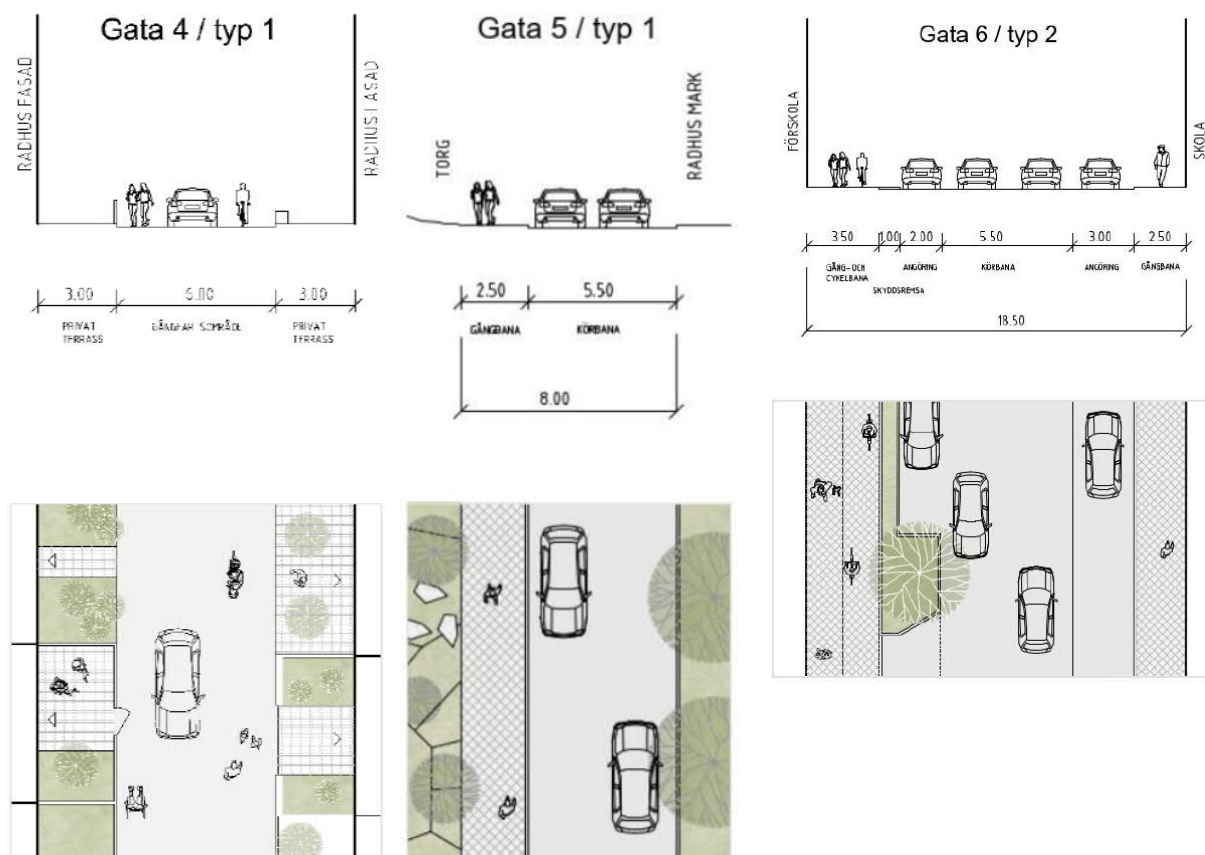 Gata 4 / typ 1
RADHUS FASAD
RADHUS FASAD
3.00
6.00
3.00
PRIVAT
TERRASS
GÅNGFARTSOMRÅDE
PRIVAT
TERRASS
Gata 5 / typ 1
TORG
RADHUS MARK
2.50
5.50
GÅNGBANA
KÖRBANA
8.00
Gata 6 / typ 2
FÖRSKOLA
SKOLA
3.50
1.00
2.00
5.50
3.00
2.50
GÅNG-OCH
CYKELBANA
SKYDDSREMSA
ANGÖRING
KÖRBANA
ANGÖRING
GÅNGBANA
18.50